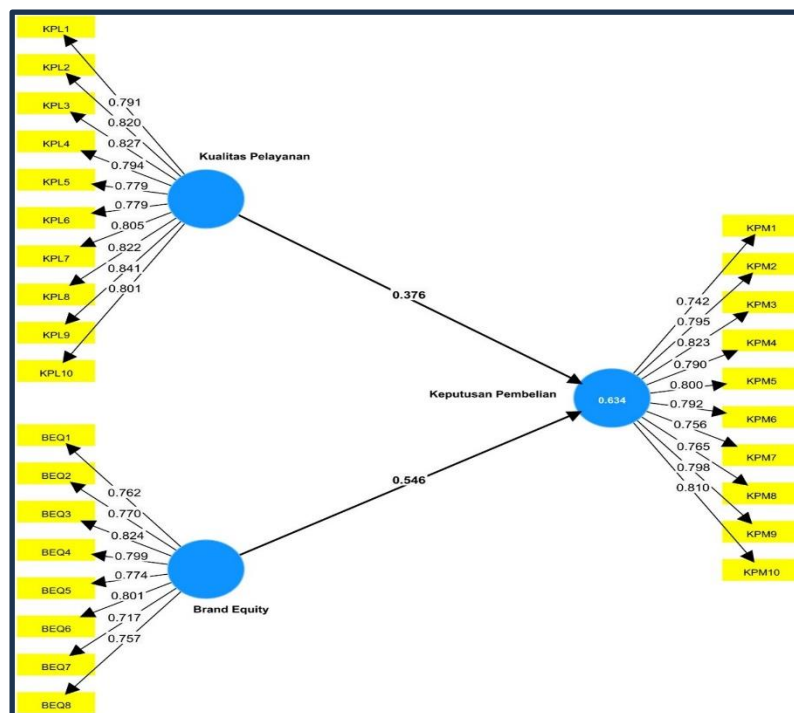 KPL1
KPL2
KPL3
KPL4
KPL5
KPL6
KPL7
KPL8
KPL9
KPL10
0.791
0.820
0.827
0.794
0.779
0.779
0.805
0.822
0.841
0.801
Kualitas Pelayanan
0.376
BEQ1
BEQ2
BEQ3
BEQ4
BEQ5
BEQ6
BEQ7
BEQ8
0.762
0.770
0.824
0.799
0.774
0.801
0.717
0.757
Brand Equity
0.546
Keputusan Pembelian
0.634
0.742
0.795
0.823
0.790
0.800
0.792
0.756
0.765
0.798
0.810
KPM1
KPM2
KPM3
KPM4
KPM5
KPM6
KPM7
KPM8
KPM9
KPM10